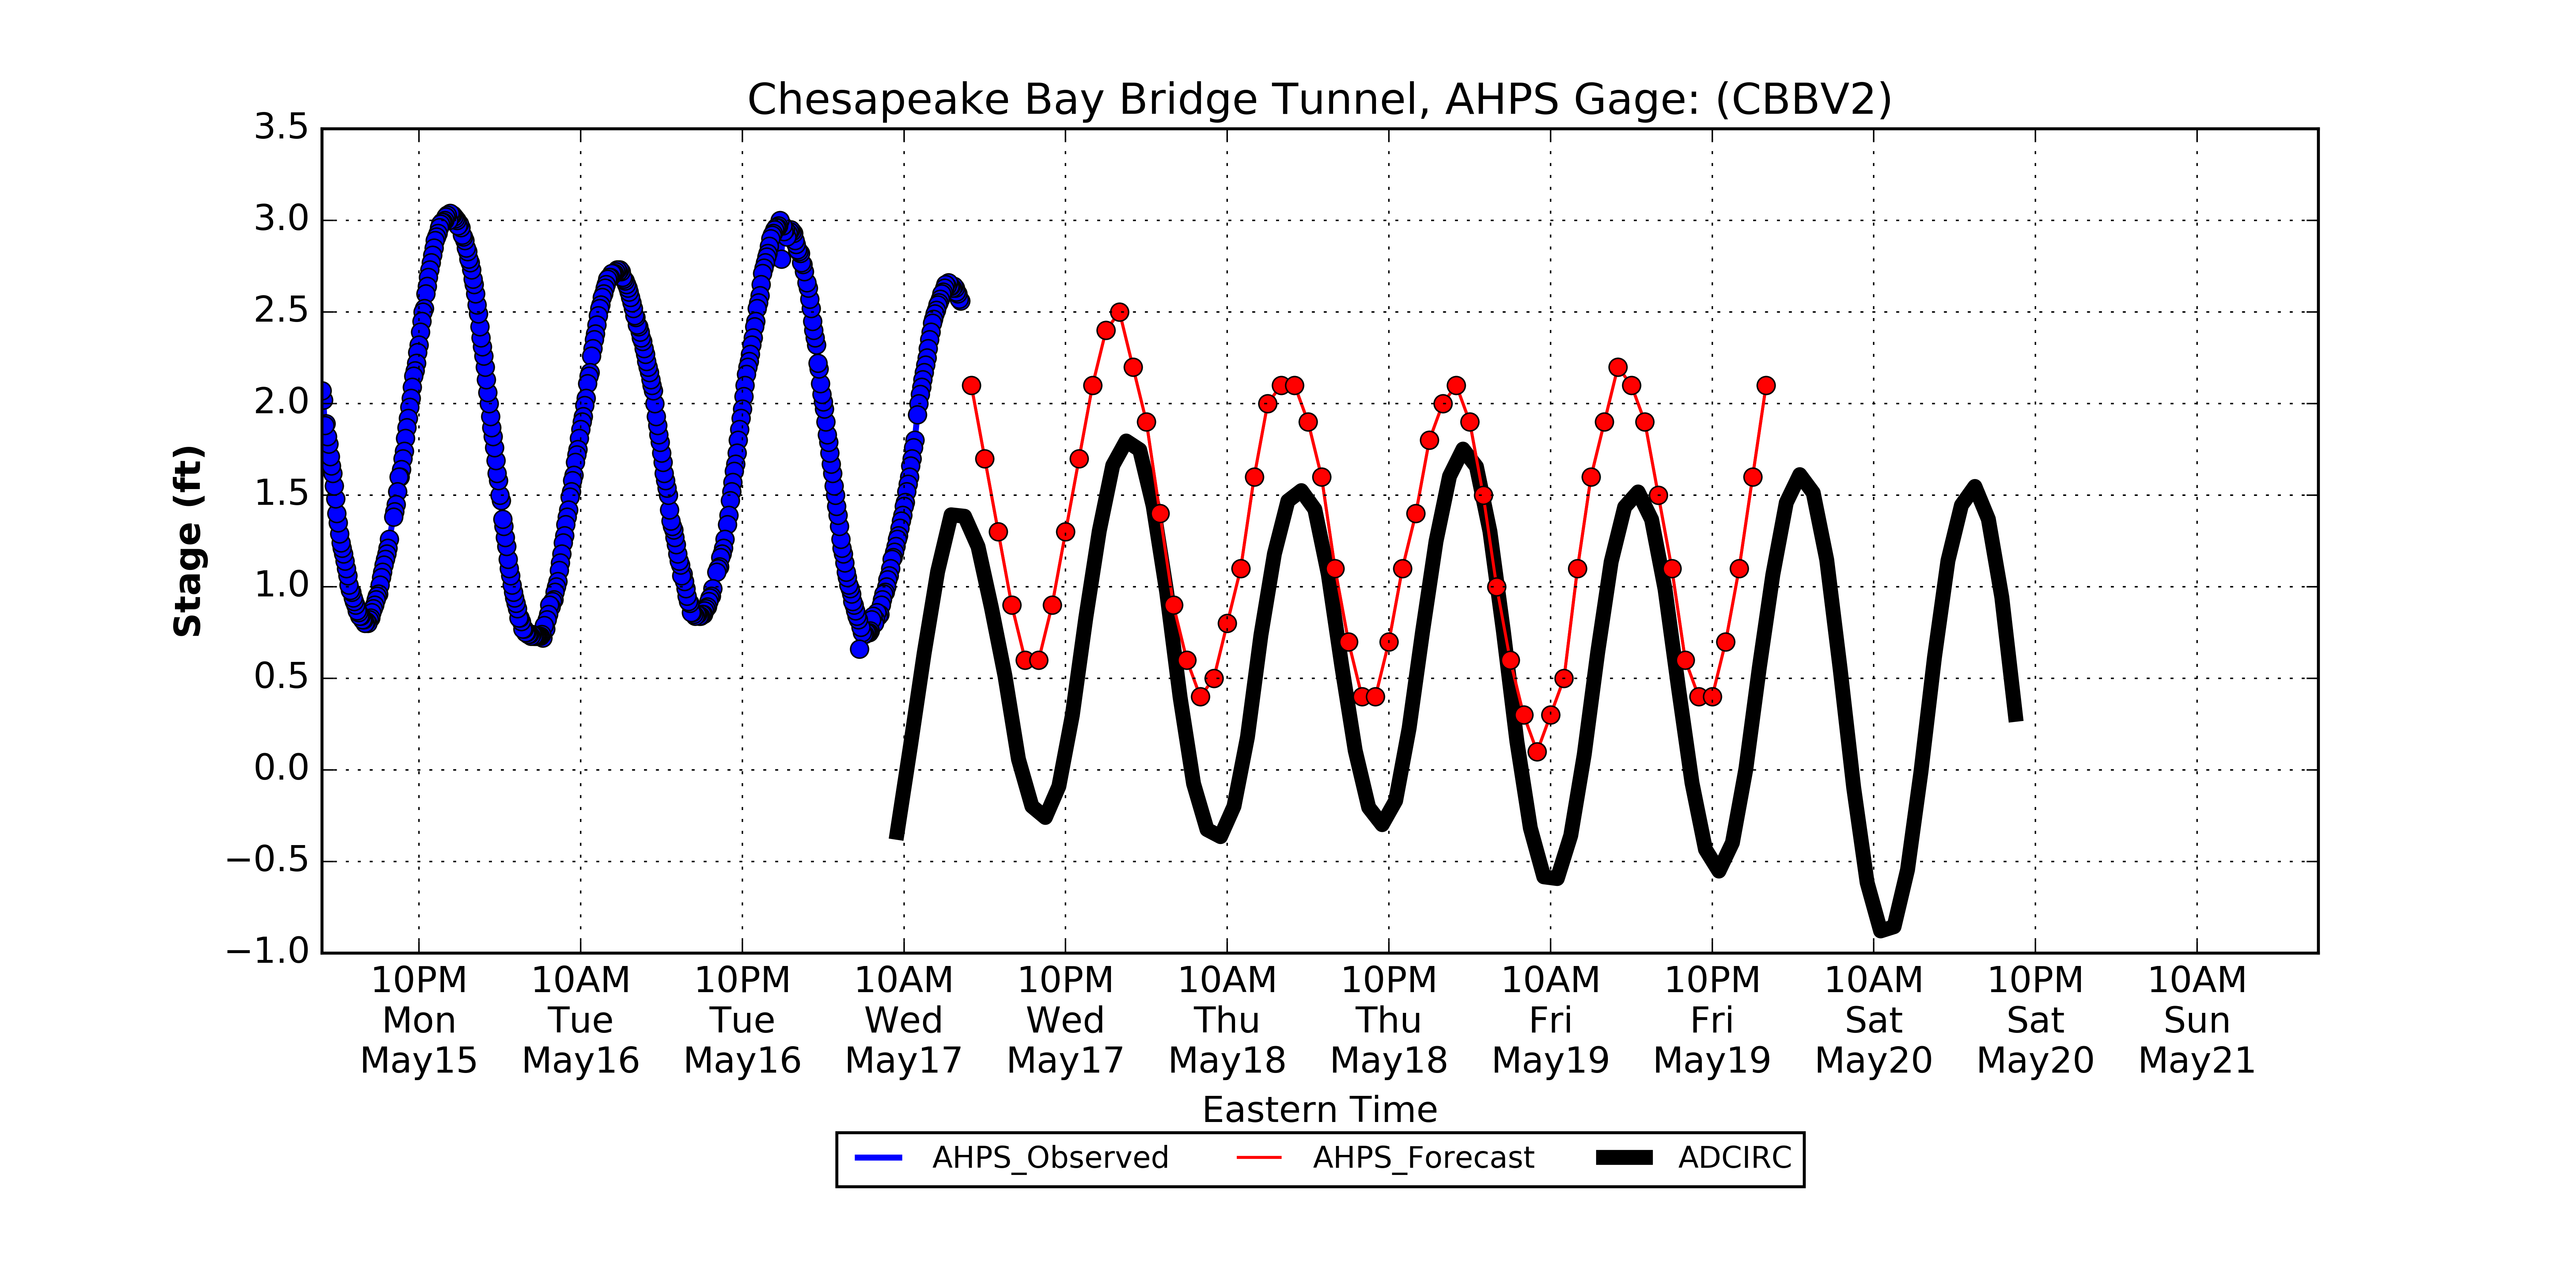 Chesapeake Bay Bridge Tunnel, AHPS Gage: (CBBV2)
3.5
3.0
2.5
2.0
1.5
1.0
0.5
0.0
−0.5
−1.0
Stage (ft)
10PM 10AM 10PM 10AM 10PM 10AM 10PM 10AM 10PM 10AM 10PM 10AM
Mon Tue Tue Wed Wed Thu Thu Fri Fri Sat Sat Sun
May15 May16 May16 May17 May17 May18 May18 May19 May19 May20 May20 May21
Eastern Time
AHPS_Observed AHPS_Forecast ADCIRC